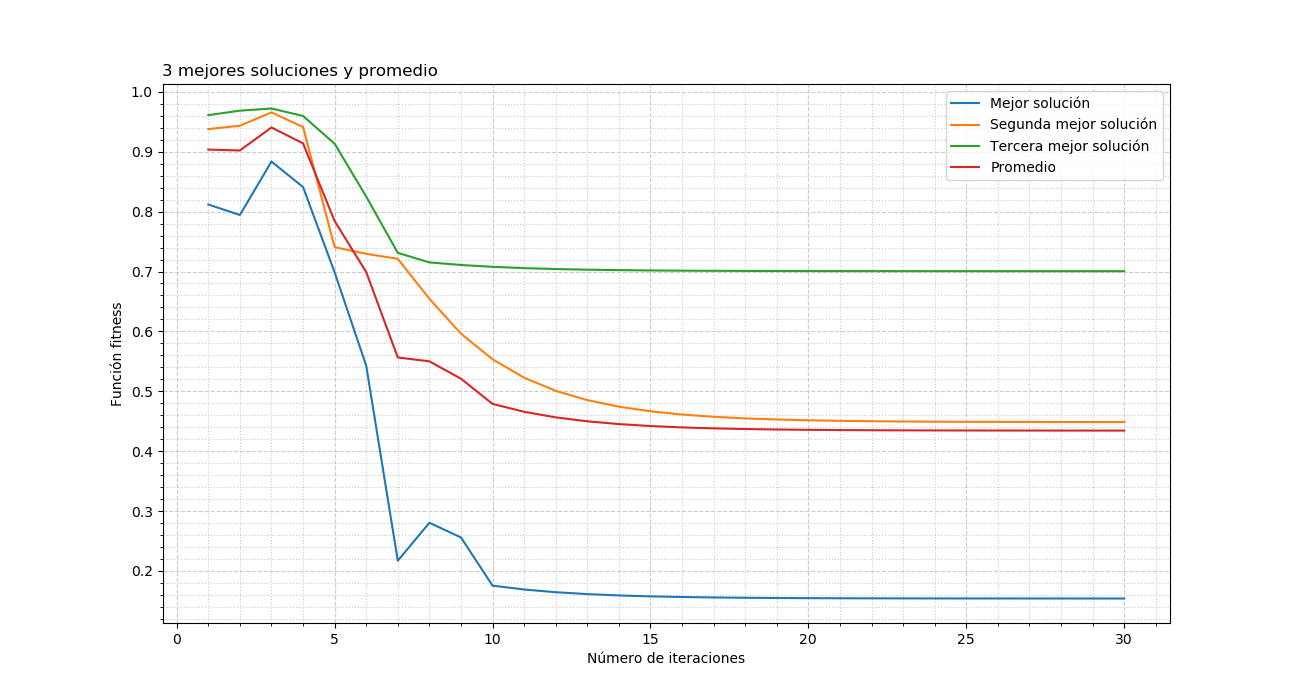 3 mejores soluciones y promedio
Mejor solución
Segunda mejor solución
Tercera mejor solución
Promedio
Función fitness
1.0
0.9
0.8
0.7
0.6
0.5
0.4
0.3
0.2
0 5 10 15 20 25 30
Número de iteraciones